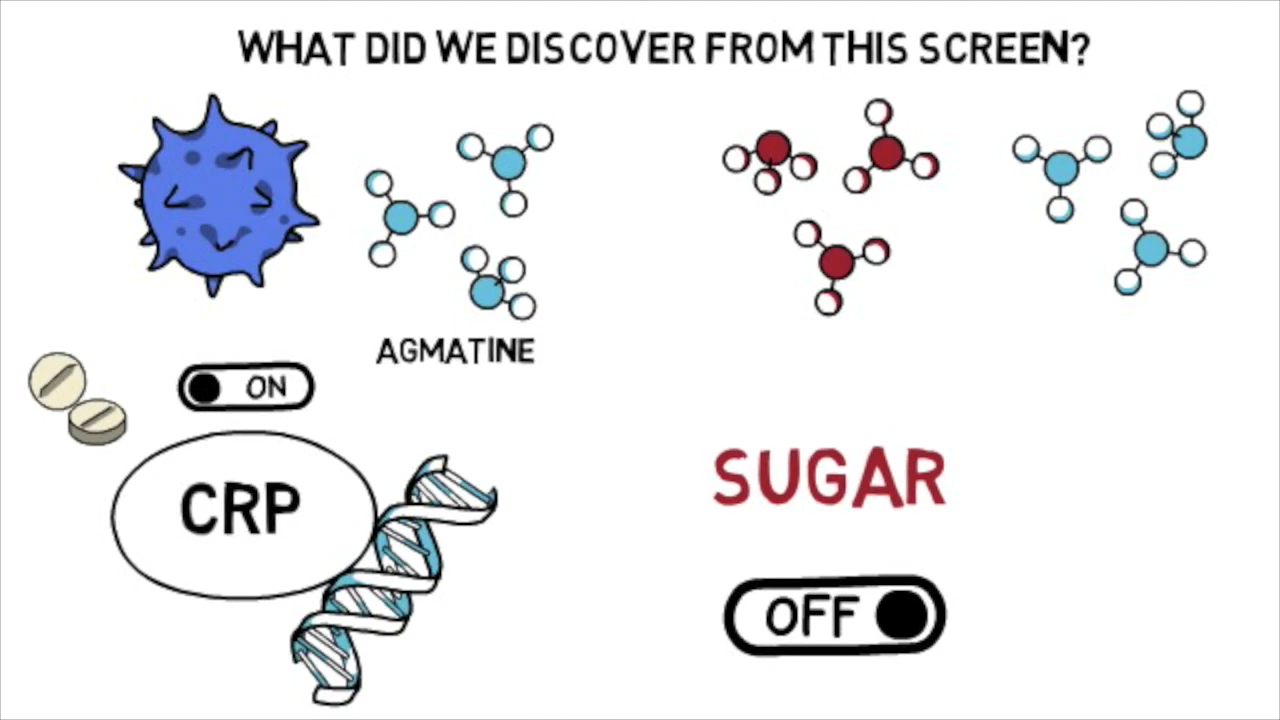 WHAT DID WE DISCOVER FROM THIS SCREEN?
AGMATINE
ON
CRP
SUGAR
OFF